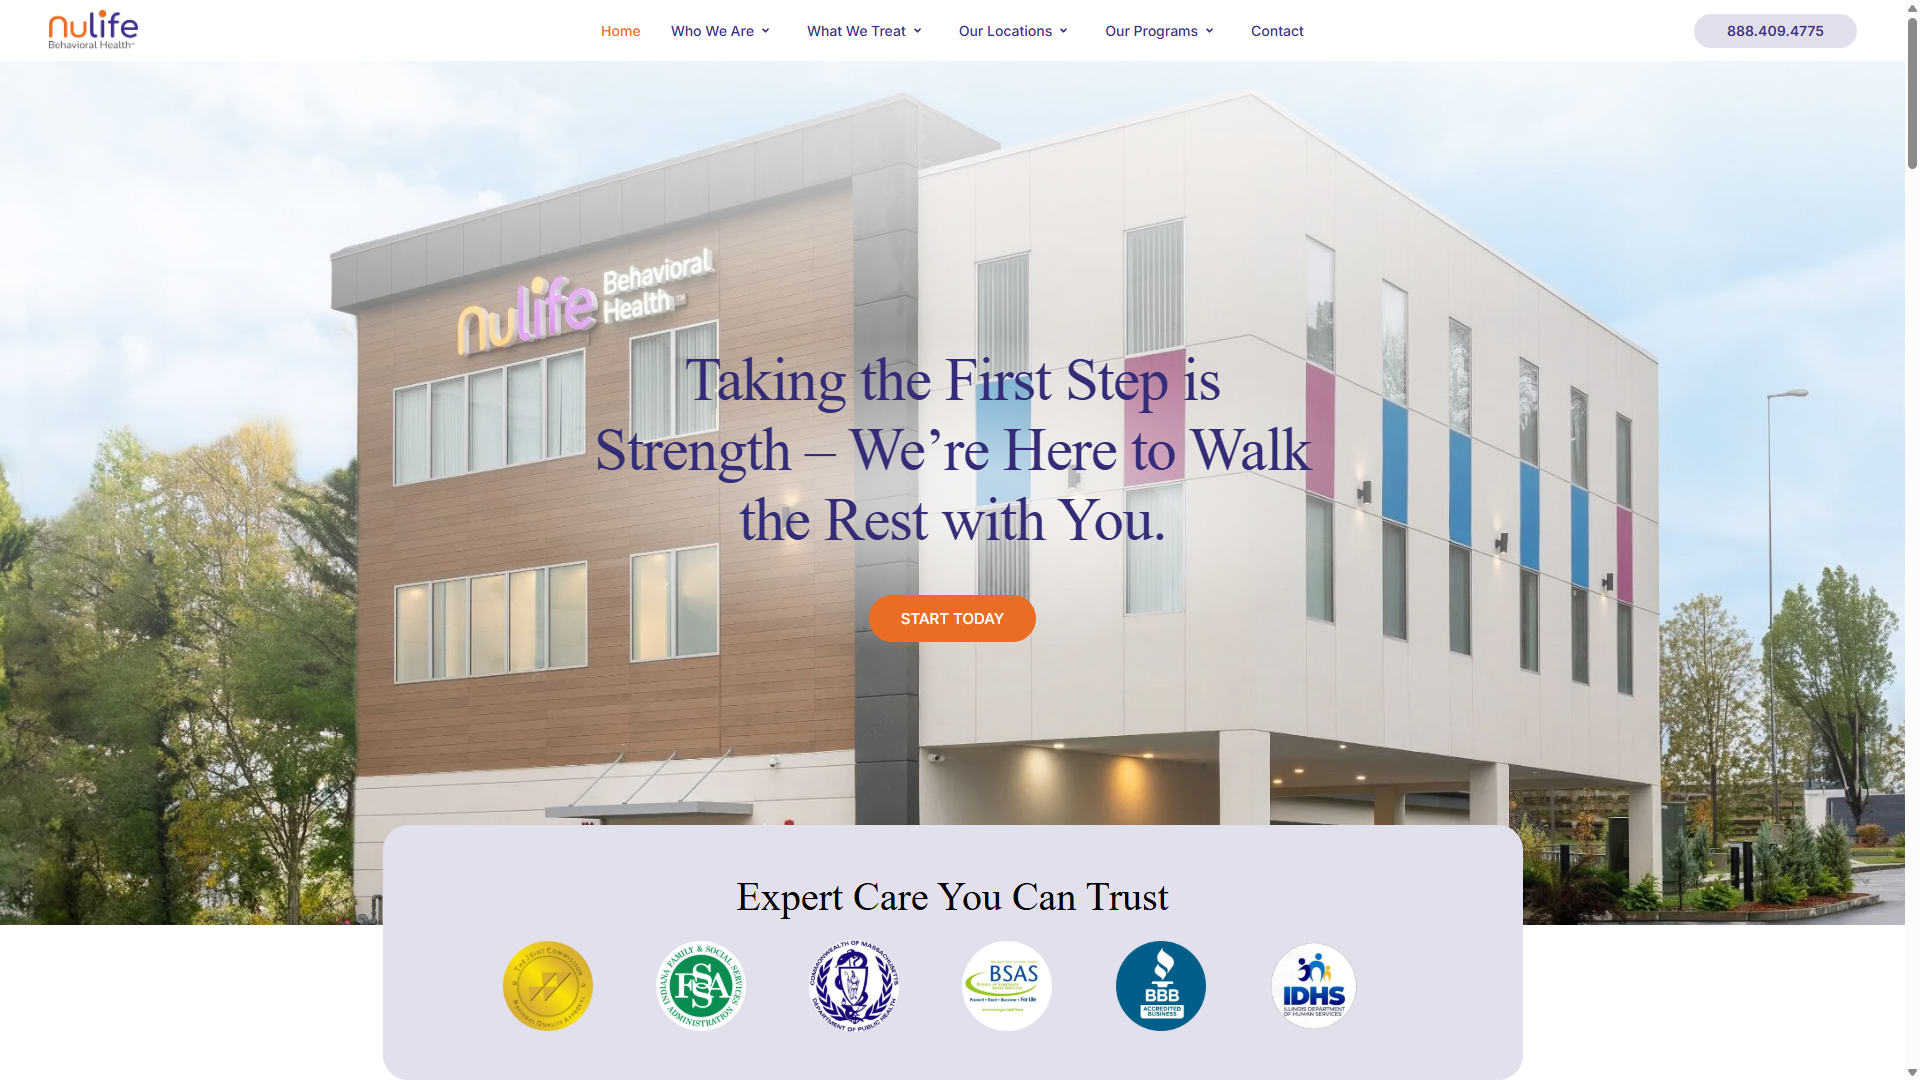 nulife
Behavioral Health™
Home
Who We Are
What We Treat
Our Locations
Our Programs
Contact
888.409.4775
nulife Behavioral
Health™
Taking the First Step is
Strength – We’re Here to Walk
the Rest with You.
START TODAY
Expert Care You Can Trust
THE JOINT COMMISSION
NATIONAL QUALITY APPROVAL
INDIANA FAMILY & SOCIAL SERVICES
FSSA
ADMINISTRATION
COMMONWEALTH OF MASSACHUSETTS
DEPARTMENT OF PUBLIC HEALTH
BSAS
BBB
ACCREDITED
BUSINESS
IDHS
ILLINOIS DEPARTMENT
OF HUMAN SERVICES